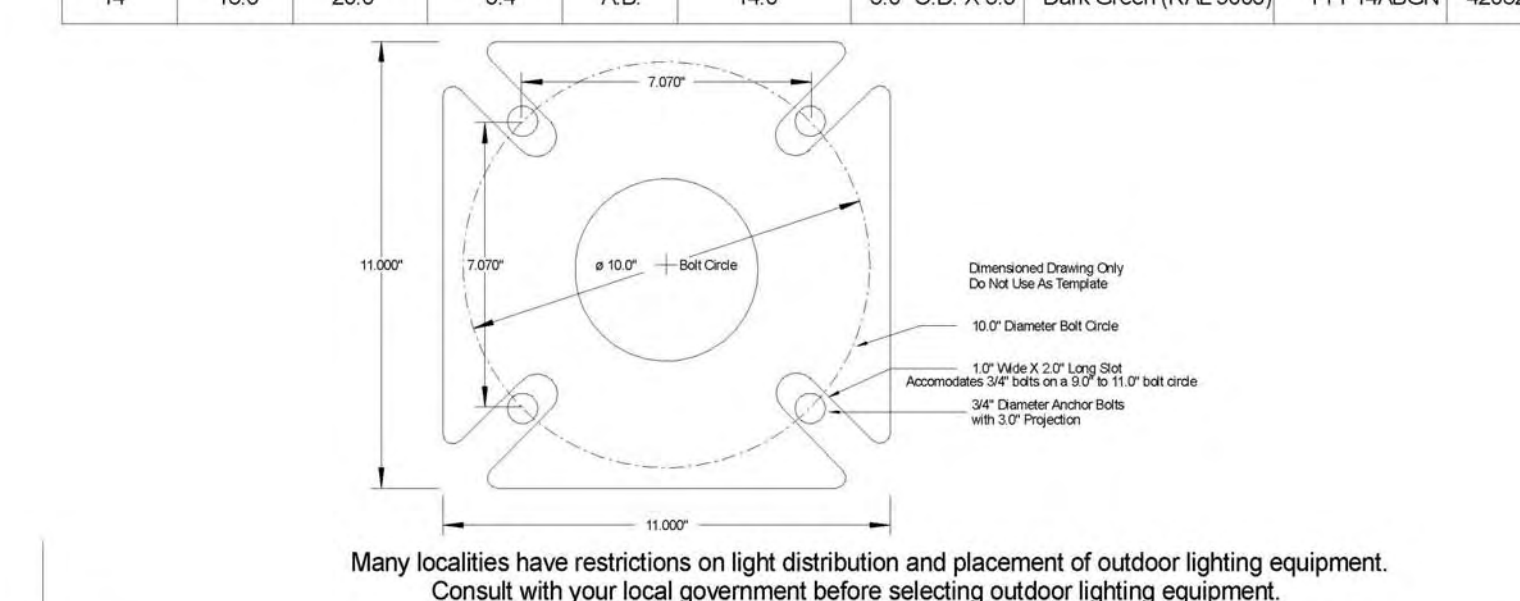 7.070"
11.000"
7.070"
ø 10.0"
Bolt Circle
Dimensioned Drawing Only
Do Not Use As Template
10.0" Diameter Bolt Circle
1.0" Wide X 2.0" Long Slot
Accomodates 3/4" bolts on a 9.0" to 11.0" bolt circle
3/4" Diameter Anchor Bolts
with 3.0" Projection
11.000"
Many localities have restrictions on light distribution and placement of outdoor lighting equipment.
Consult with your local government before selecting outdoor lighting equipment.